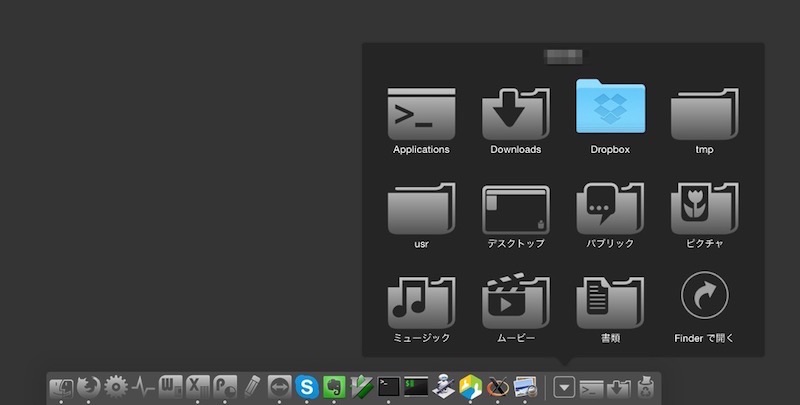 Applications
Downloads
Dropbox
tmp
usr
デスクトップ
パブリック
ピクチャ
ミュージック
ムービー
書類
Finder で開く